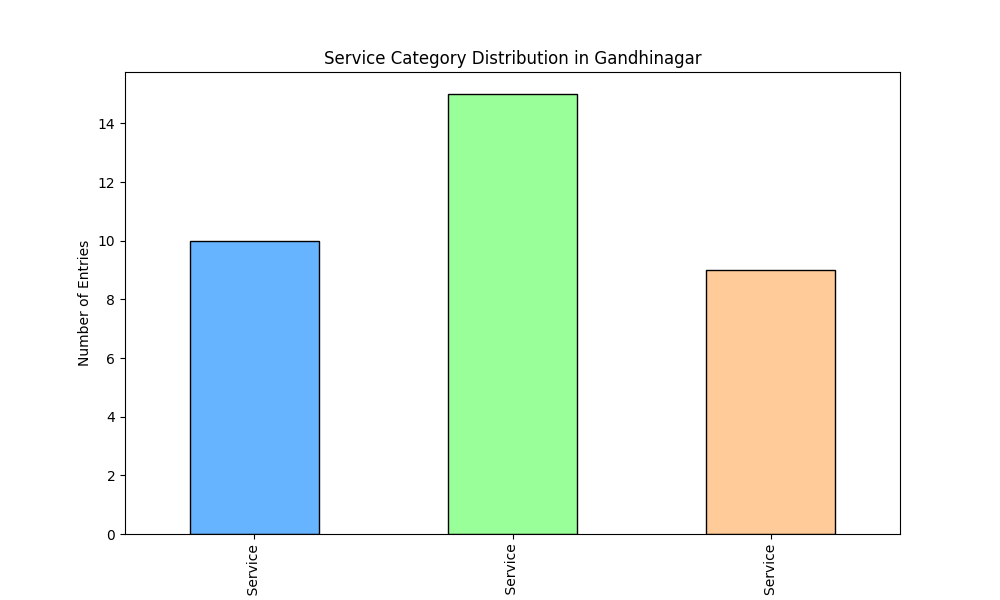 Service Category Distribution in Gandhinagar
Number of Entries
14
12
10
8
6
4
2
0
Service
Service
Service